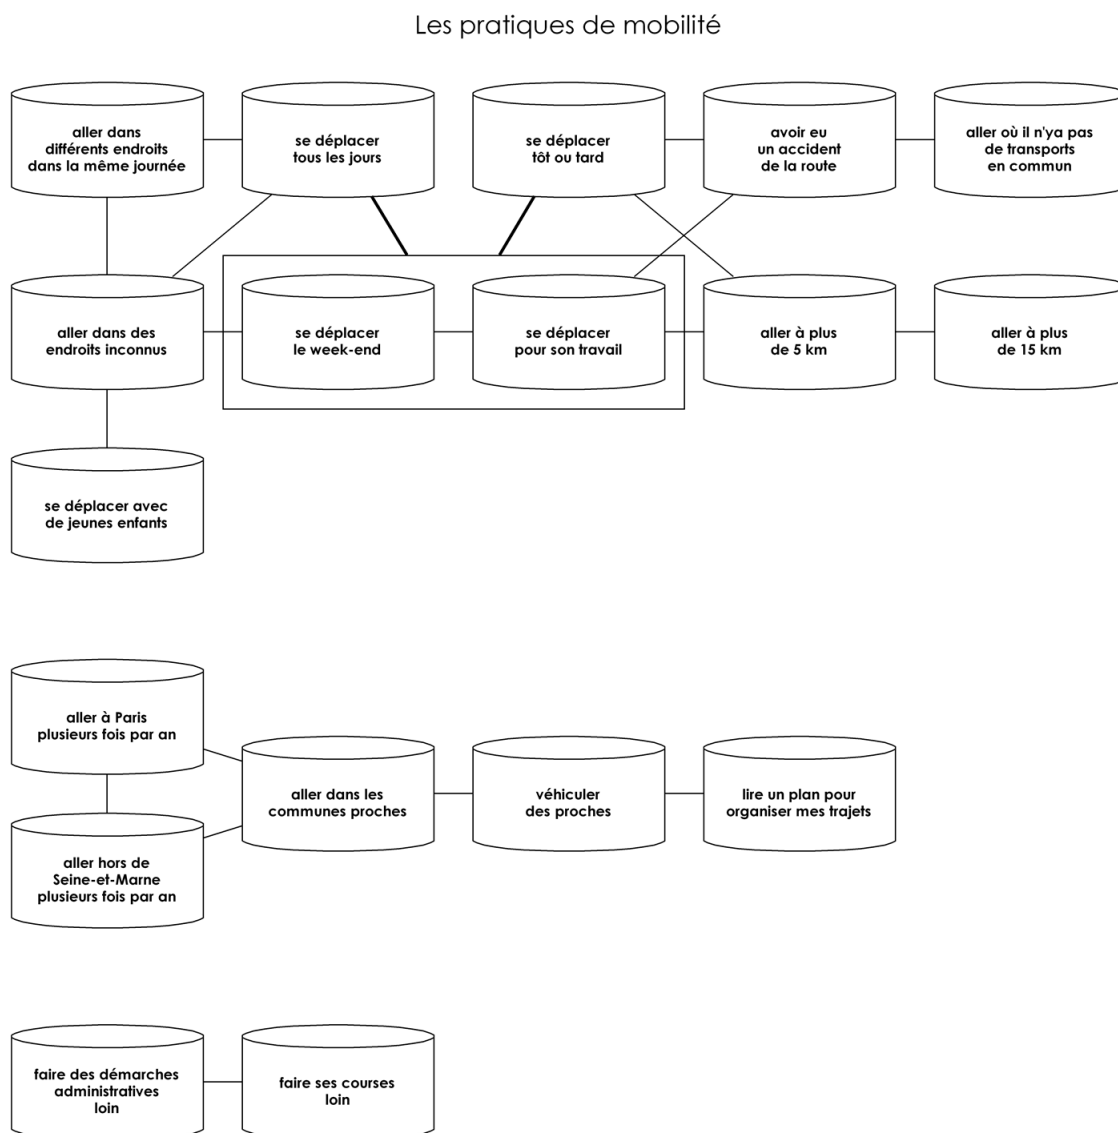 Les pratiques de mobilité
aller dans
différents endroits
dans la même journée
se déplacer
tous les jours
se déplacer
tôt ou tard
avoir eu
un accident
de la route
aller où il n'ya pas
de transports
en commun
aller dans des
endroits inconnus
se déplacer
le week-end
se déplacer
pour son travail
aller à plus
de 5 km
aller à plus
de 15 km
se déplacer avec
de jeunes enfants
aller à Paris
plusieurs fois par an
aller dans les
communes proches
véhiculer
des proches
lire un plan pour
organiser mes trajets
aller hors de
Seine-et-Marne
plusieurs fois par an
faire des démarches
administratives
loin
faire ses courses
loin